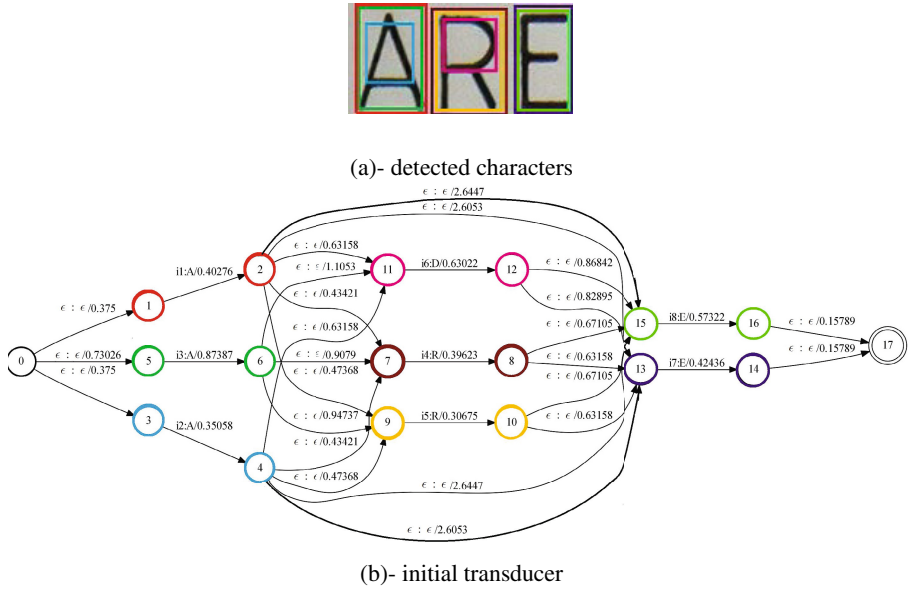 ARE
(a)- detected characters
ϵ : ϵ/2.6447
ϵ : ϵ/2.6053
ϵ : ϵ/0.63158
i1:A/0.40276
2
ϵ : ϵ/1.1053
11
i6:D/0.63022
12
ϵ : ϵ/0.86842
ϵ : ϵ/0.43421
ϵ : ϵ/0.375
1
ϵ : ϵ/0.82895
ϵ : ϵ/0.63158
15
i8:E/0.57322
16
ϵ : ϵ/0.15789
ϵ : ϵ/0.67105
17
0
ϵ : ϵ/0.73026
5
i3:A/0.87387
6
ϵ : ϵ/0.9079
7
i4:R/0.39623
8
ϵ : ϵ/0.63158
13
i7:E/0.42436
14
ϵ : ϵ/0.15789
ϵ : ϵ/0.375
ϵ : ϵ/0.47368
ϵ : ϵ/0.67105
3
ϵ : ϵ/0.94737
9
i5:R/0.30675
10
ϵ : ϵ/0.63158
i2:A/0.35058
ϵ : ϵ/0.43421
4
ϵ : ϵ/0.47368
ϵ : ϵ/2.6447
ϵ : ϵ/2.6053
(b)- initial transducer